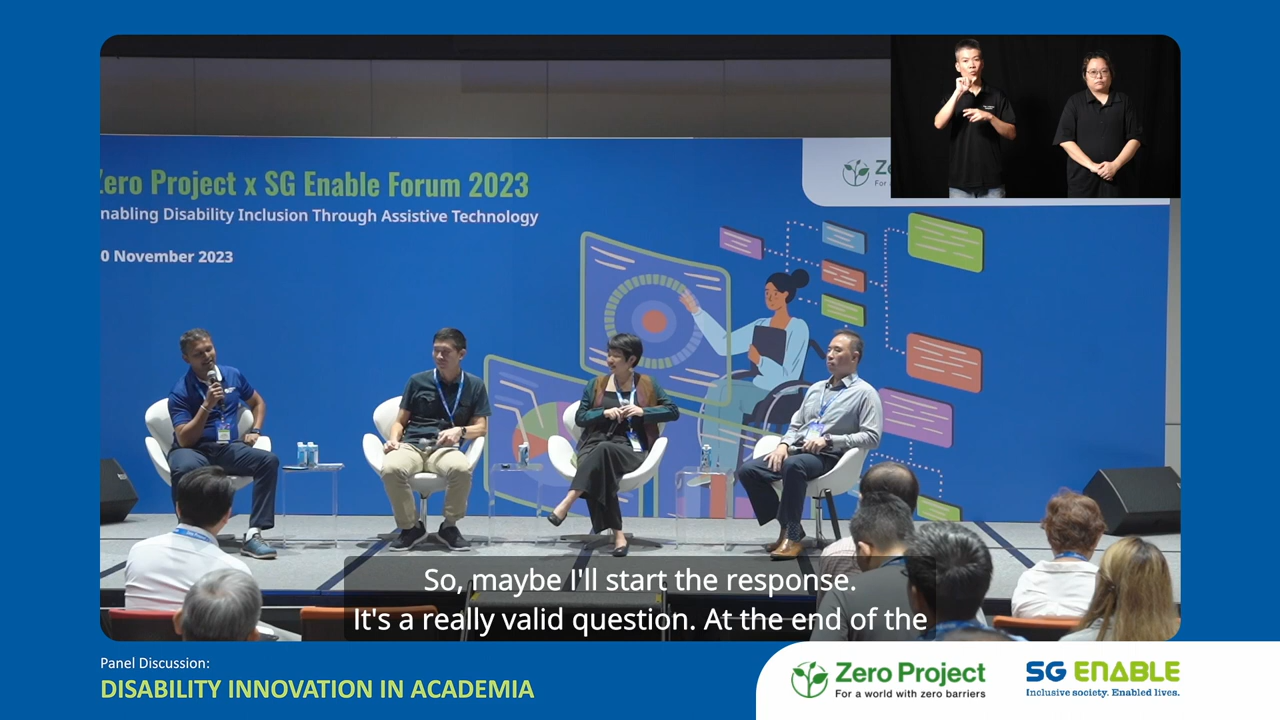 Zero Project x SG Enable Forum 2023
nabling Disability Inclusion Through Assistive Technology
0 November 2023
Ze
For a
So, maybe I'll start the response.
It's a really valid question. At the end of the
Panel Discussion:
DISABILITY INNOVATION IN ACADEMIA
Zero Project
For a world with zero barriers
SG ENABLE
Inclusive society. Enabled lives.